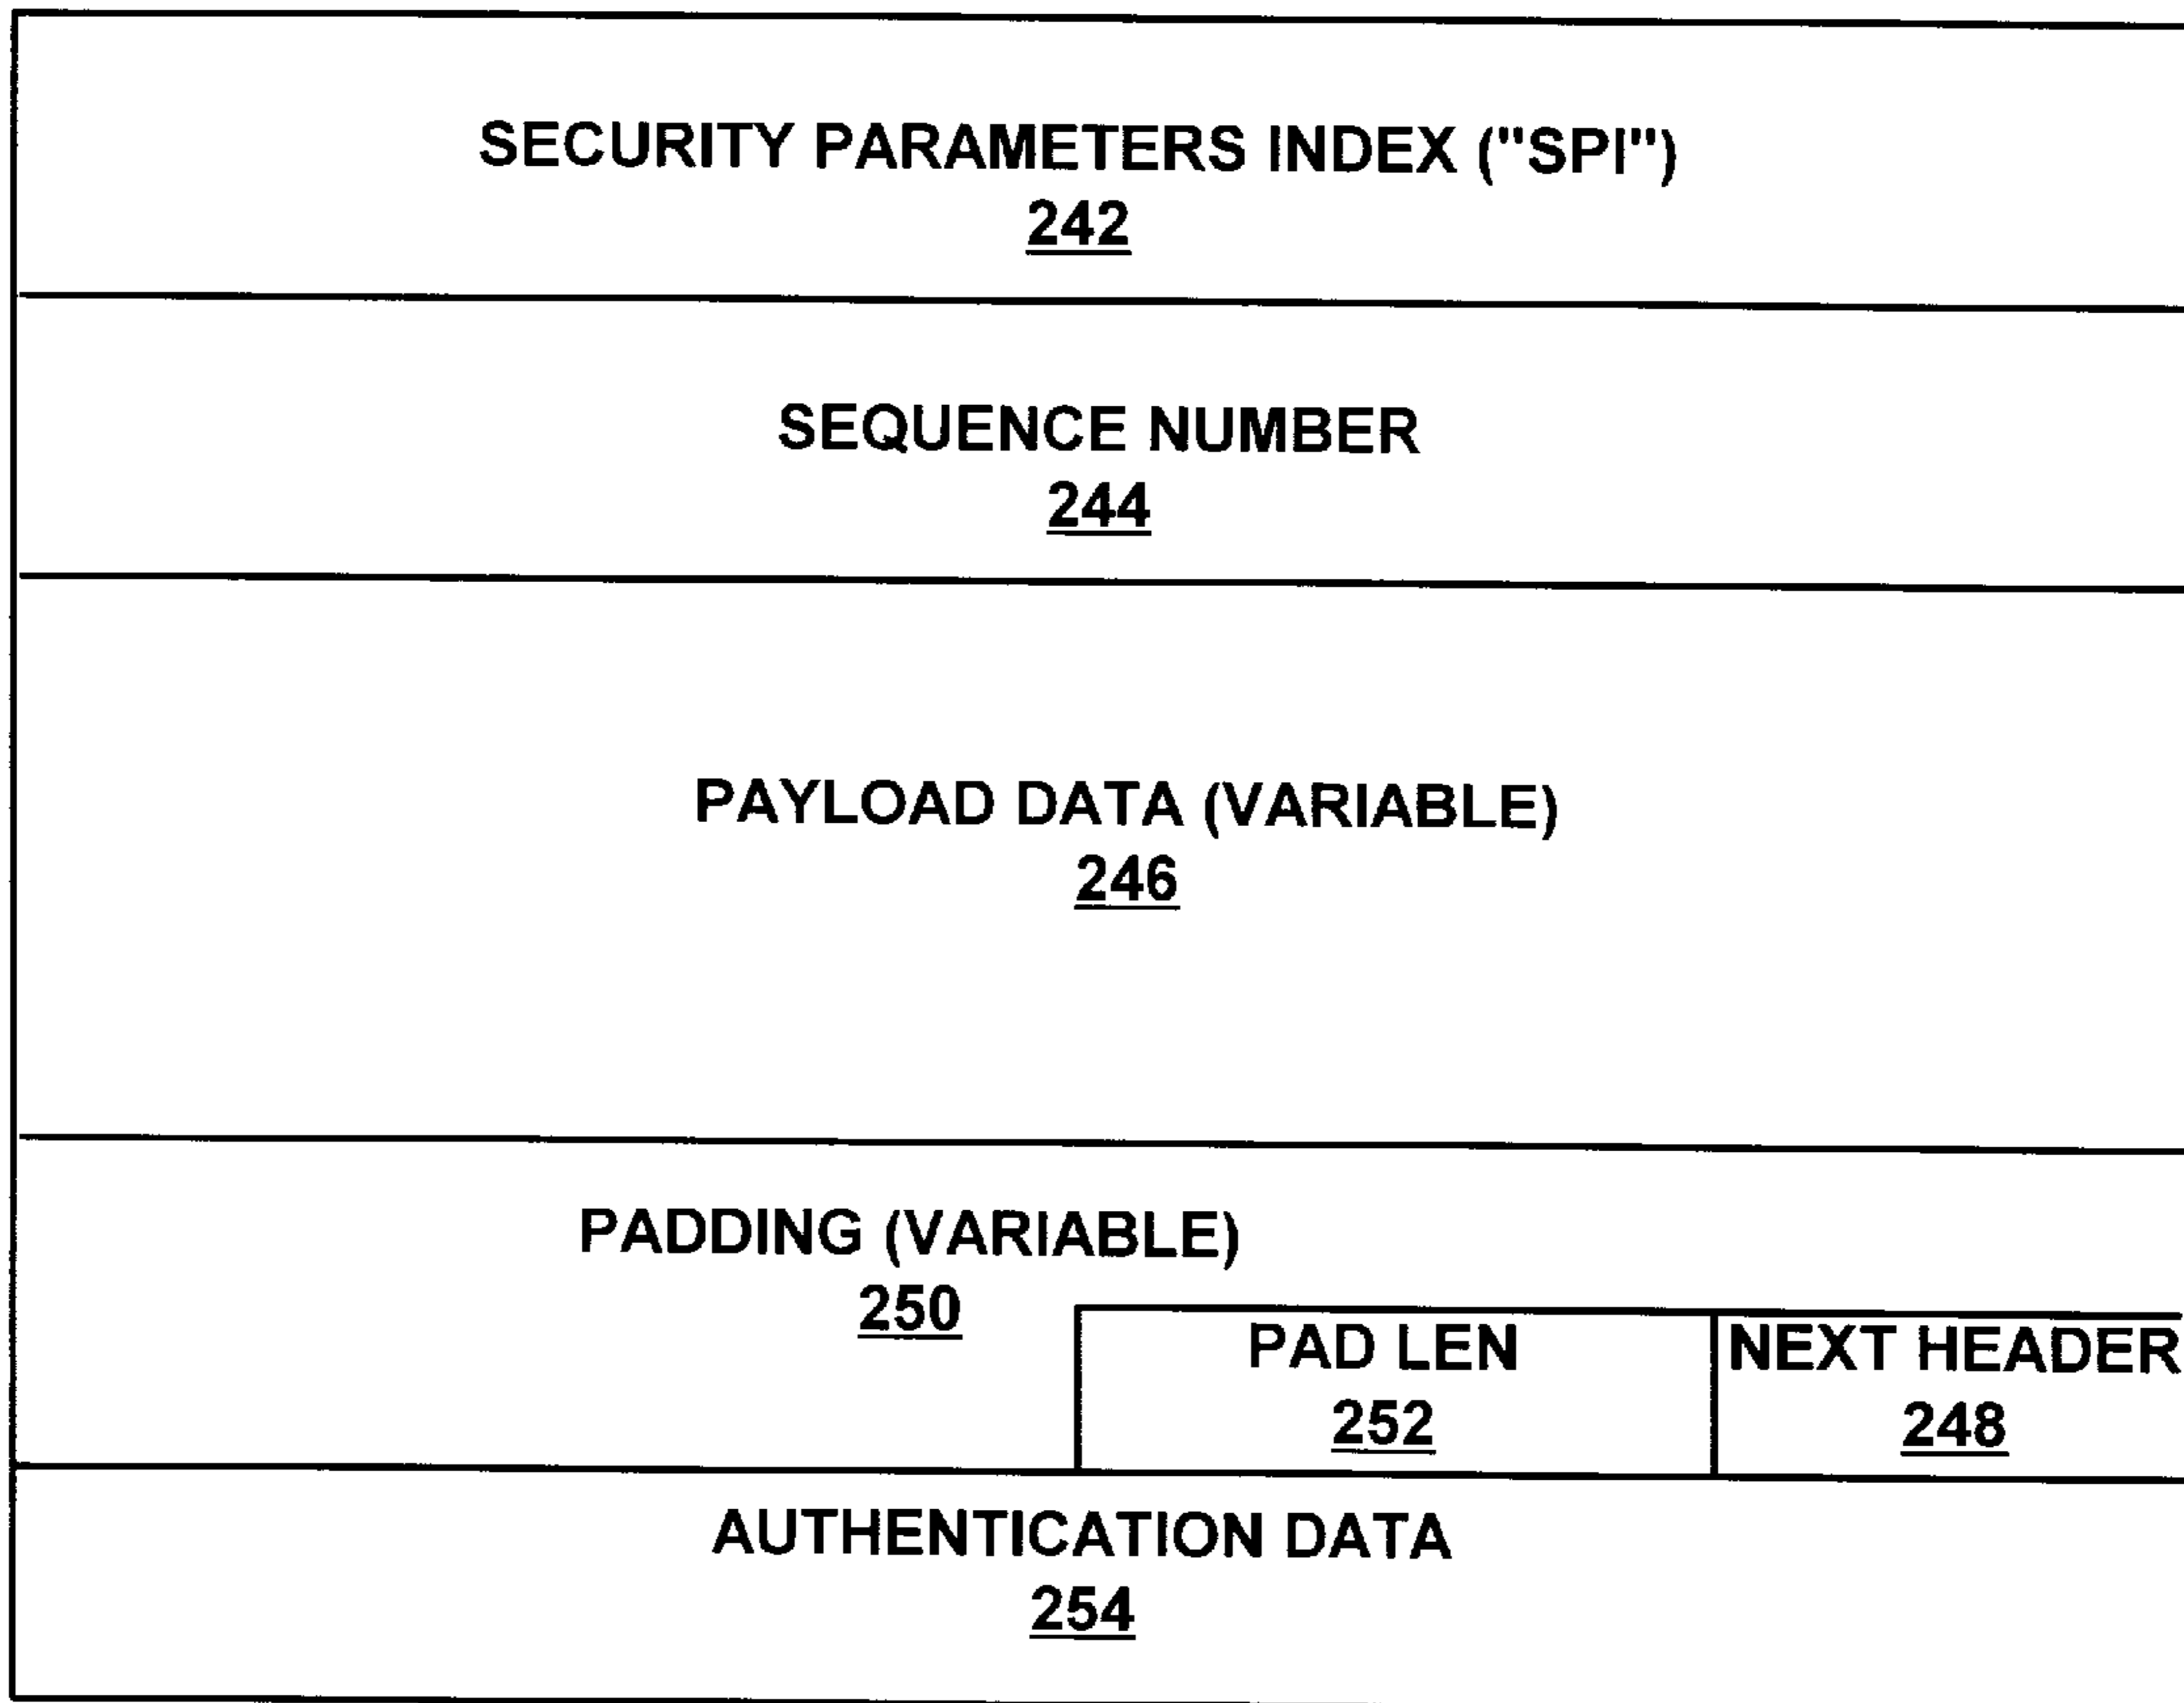 SECURITY PARAMETERS INDEX ("SPI")
242
SEQUENCE NUMBER
244
PAYLOAD DATA (VARIABLE)
246
PADDING (VARIABLE)
250
PAD LEN
252
NEXT HEADER
248
AUTHENTICATION DATA
254